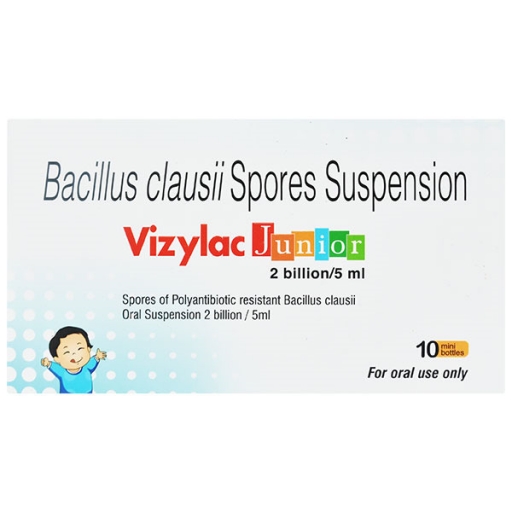 Bacillus clausii Spores Suspension
Vizylac Junior
2 billion/5 ml
Spores of Polyantibiotic resistant Bacillus clausii
Oral Suspension 2 billion / 5ml
10 mini bottles
For oral use only